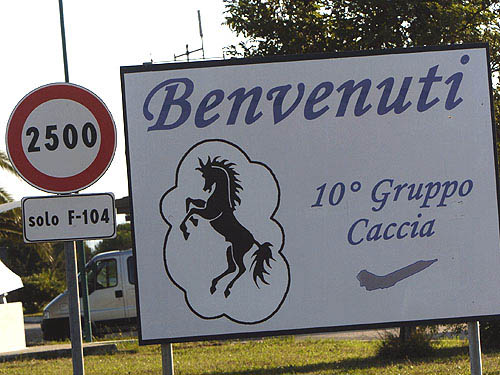 2500
solo F-104
Benvenuti
10° Gruppo
Caccia